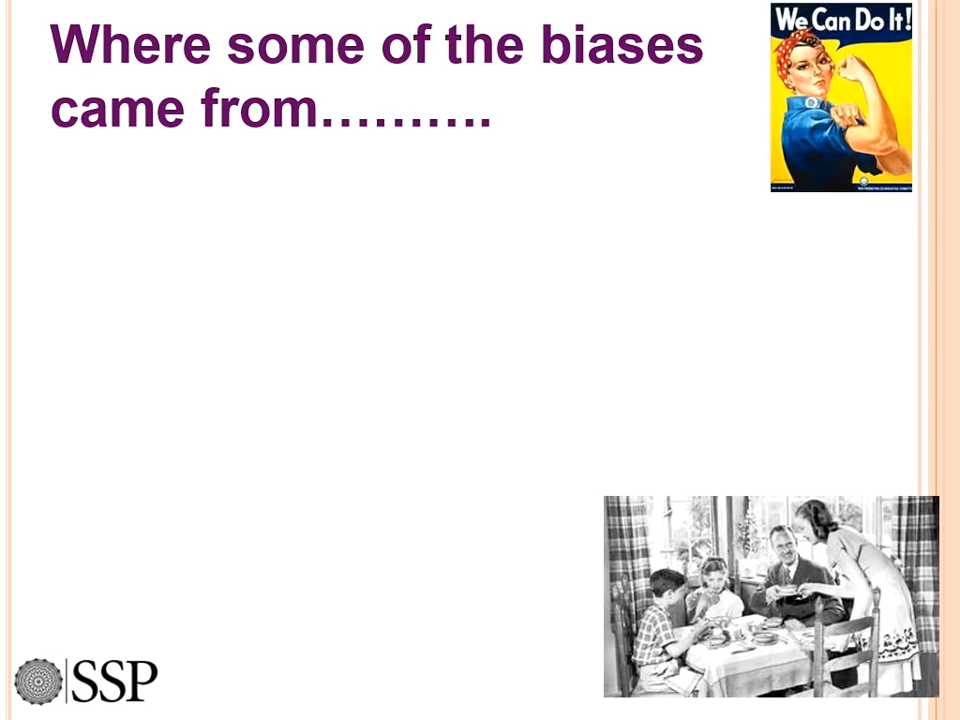 Where some of the biases
came from……….
We Can Do It!
SSP